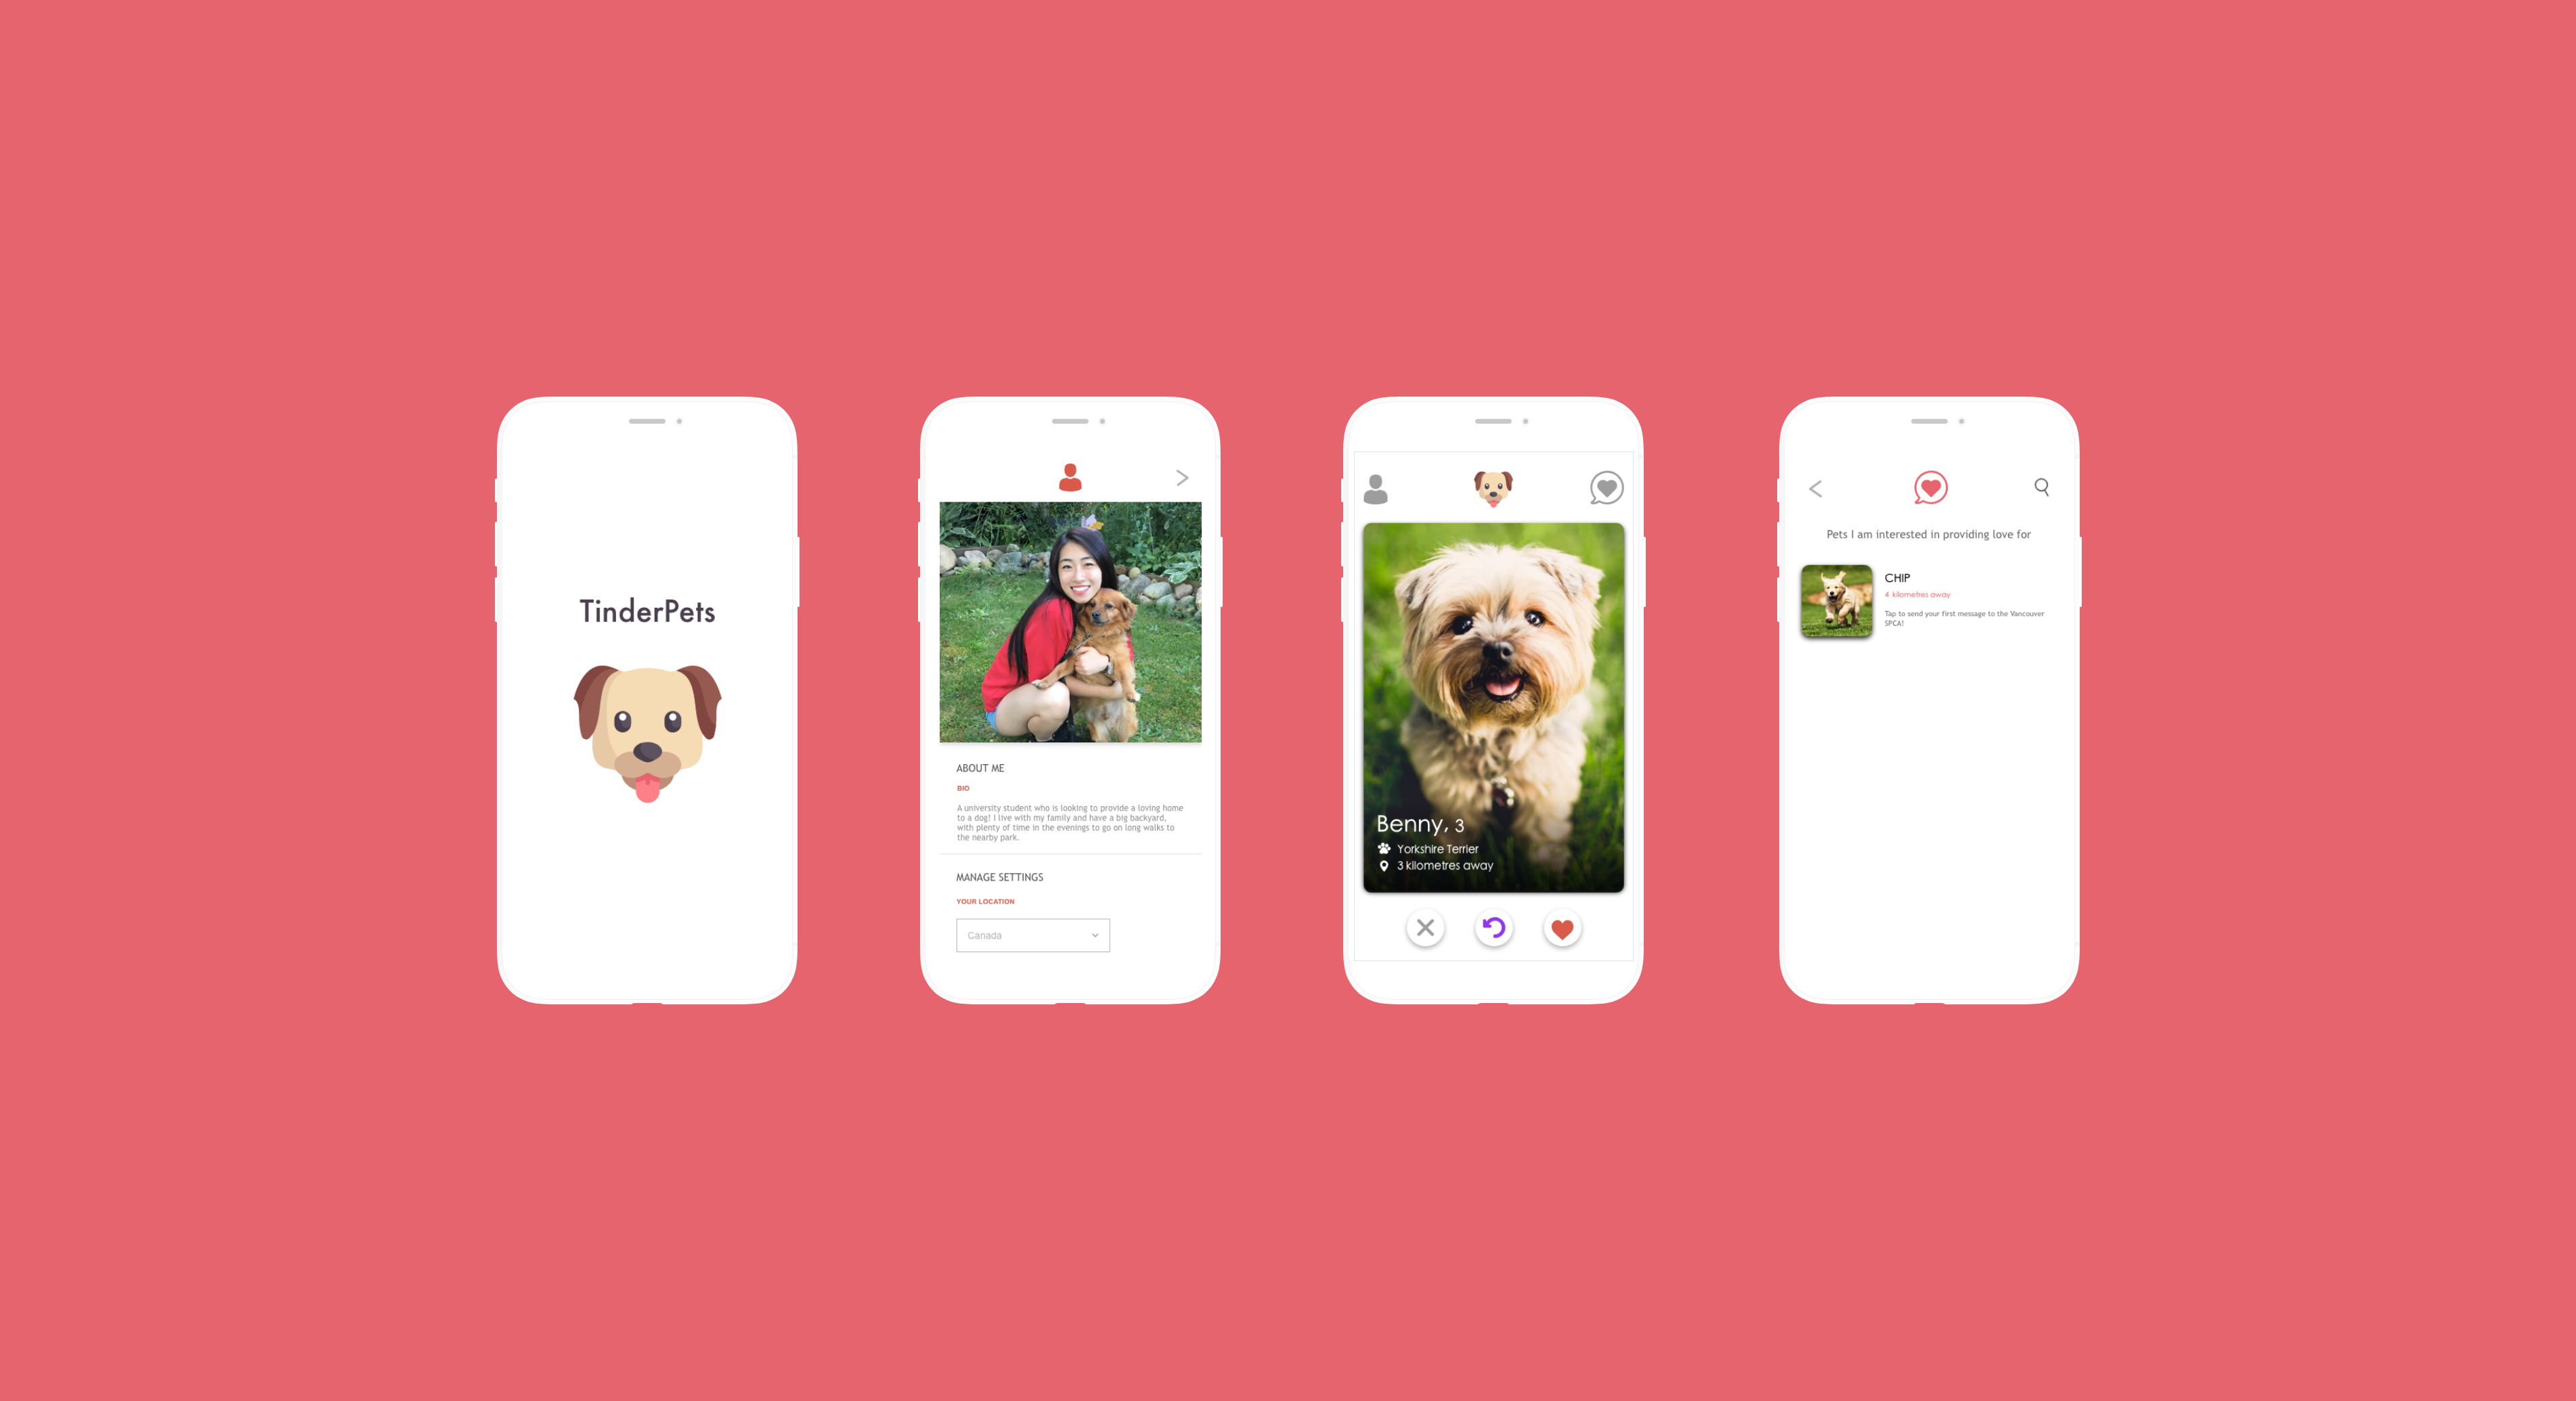 TinderPets
ABOUT ME
BIO
A university student who is looking to provide a loving home
to a dog! I live with my family and have a big backyard,
with plenty of time in the evenings to go on long walks to
the nearby park.
MANAGE SETTINGS
YOUR LOCATION
Canada
Benny, 3
Yorkshire Terrier
3 kilometres away
Pets I am interested in providing love for
CHIP
4 kilometres away
Tap to send your first message to the Vancouver
SPCA!